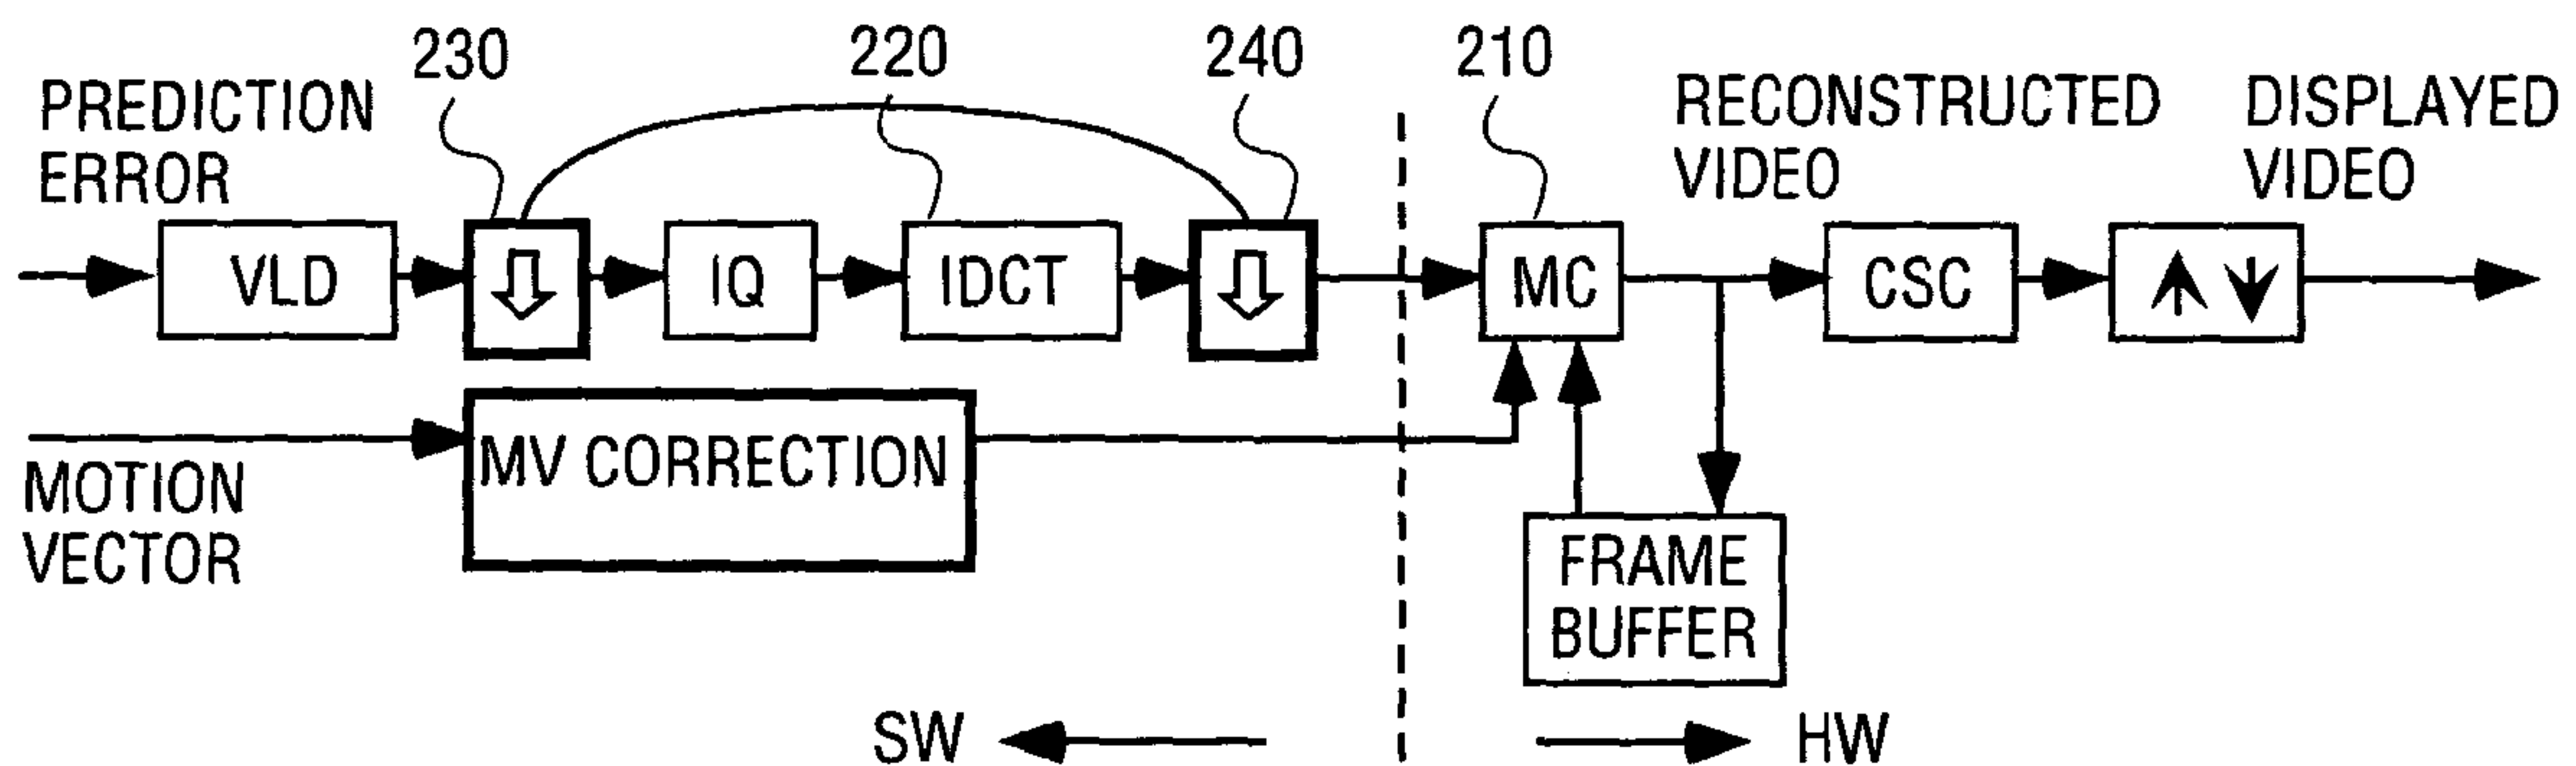 230
220
240
210
PREDICTION
ERROR
RECONSTRUCTED
VIDEO
DISPLAYED
VIDEO
VLD
IQ
IDCT
MC
CSC
MOTION
VECTOR
MV CORRECTION
FRAME
BUFFER
SW
HW